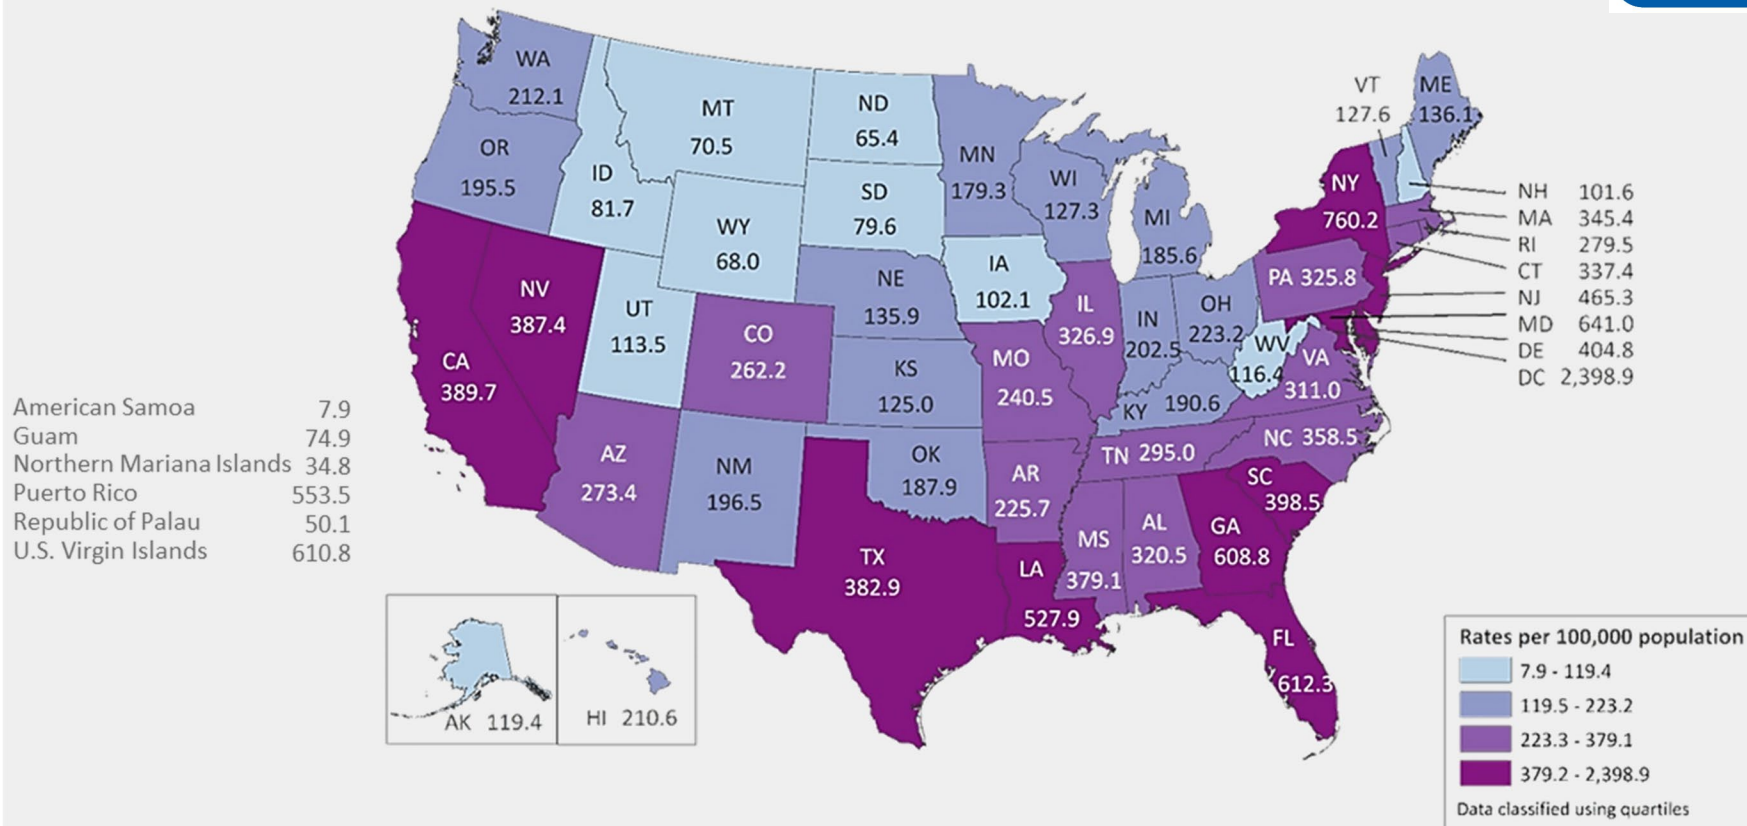 WA
212.1
OR
195.5
ID
81.7
MT
70.5
ND
65.4
SD
79.6
WY
68.0
MN
179.3
WI
127.3
MI
185.6
VT
127.6
ME
136.1
NY
760.2
NH 101.6
MA 345.4
RI 279.5
CT 337.4
NJ 465.3
MD 641.0
DE 404.8
DC 2,398.9
CA
389.7
NV
387.4
UT
113.5
CO
262.2
NE
135.9
KS
125.0
IA
102.1
MO
240.5
IL
326.9
IN
202.5
OH
223.2
PA 325.8
WV
116.4
VA
311.0
KY 190.6
AZ
273.4
NM
196.5
OK
187.9
AR
225.7
TN 295.0
NC 358.5
SC
398.5
TX
382.9
LA
527.9
MS
379.1
AL
320.5
GA
608.8
FL
612.3
American Samoa 7.9
Guam 74.9
Northern Mariana Islands 34.8
Puerto Rico 553.5
Republic of Palau 50.1
U.S. Virgin Islands 610.8
AK 119.4
HI 210.6
Rates per 100,000 population
7.9 - 119.4
119.5 - 223.2
223.3 - 379.1
379.2 - 2,398.9
Data classified using quartiles